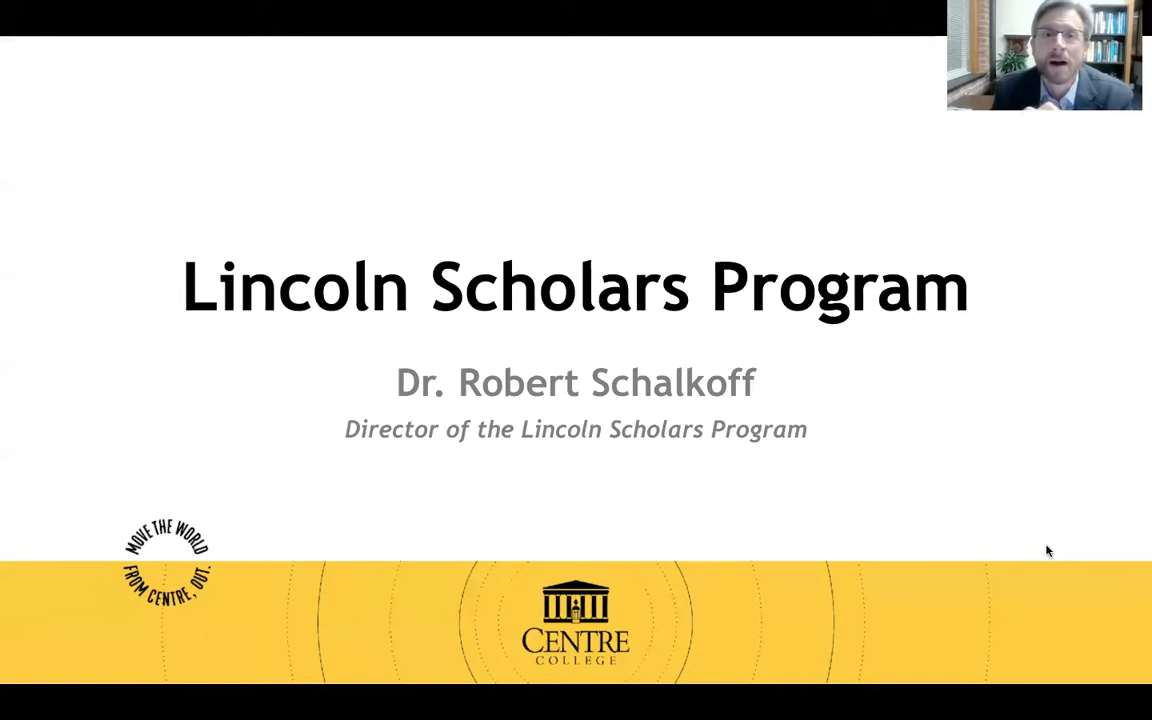 Lincoln Scholars Program
Dr. Robert Schalkoff
Director of the Lincoln Scholars Program
MOVE THE WORLD
FROM CENTRE, OUT.
CENTRE
COLLEGE